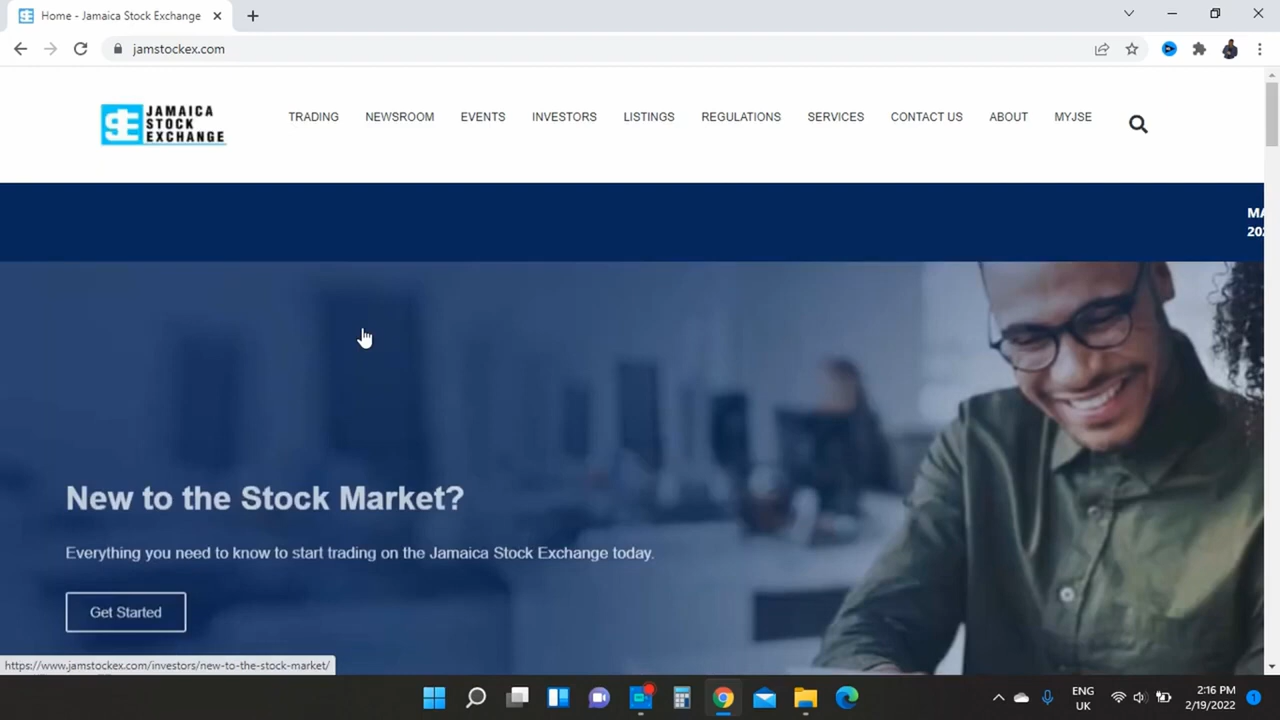 Home - Jamaica Stock Exchange
jamstockex.com
JAMAICA
STOCK
EXCHANGE
TRADING NEWSROOM EVENTS INVESTORS LISTINGS REGULATIONS SERVICES CONTACT US ABOUT MYJSE
New to the Stock Market?
Everything you need to know to start trading on the Jamaica Stock Exchange today.
Get Started
https://www.jamstockex.com/investors/new-to-the-stock-market/
ENG
UK
2:16 PM
2/19/2022
1